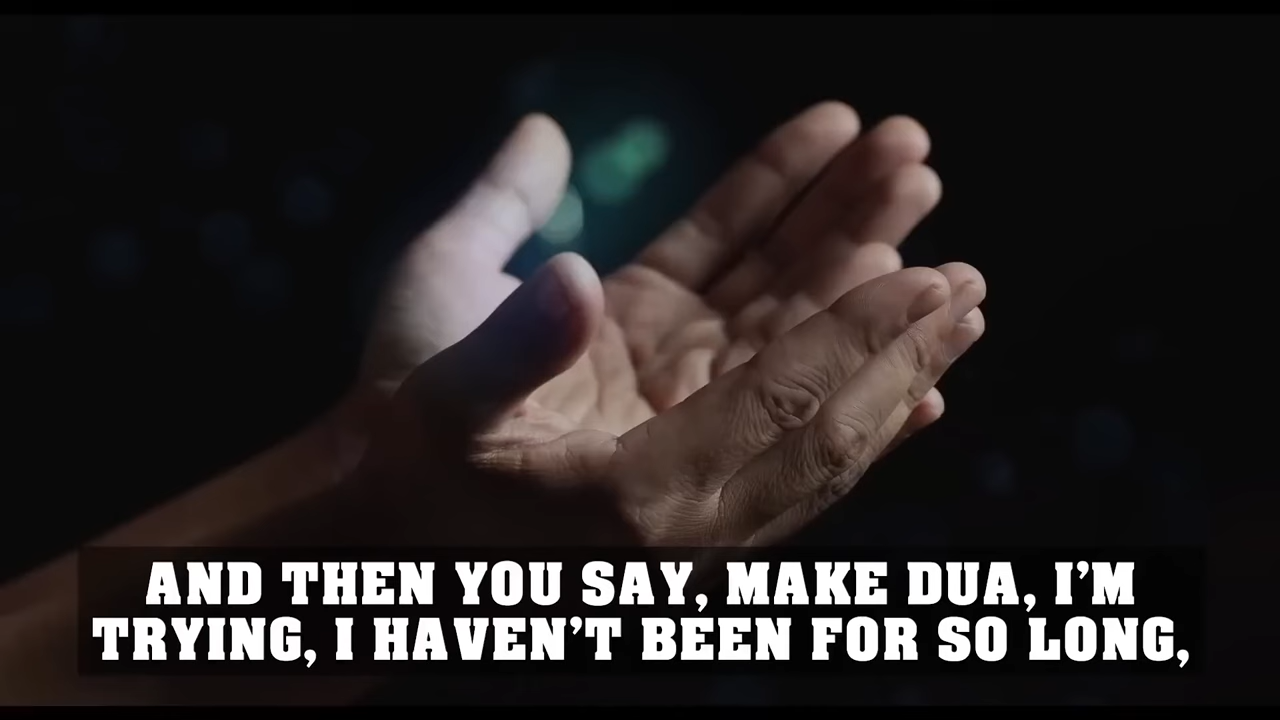 AND THEN YOU SAY, MAKE DUA, I’M
TRYING, I HAVEN’T BEEN FOR SO LONG,